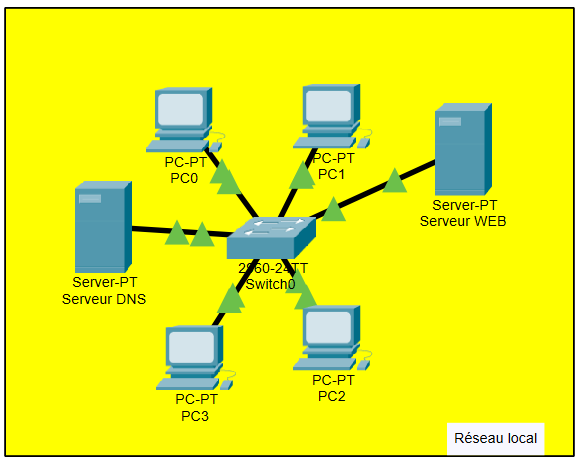 PC-PT
PC0
PC-PT
PC1
Server-PT
Serveur WEB
Server-PT
Serveur DNS
2960-24TT
Switch0
PC-PT
PC3
PC-PT
PC2
Réseau local